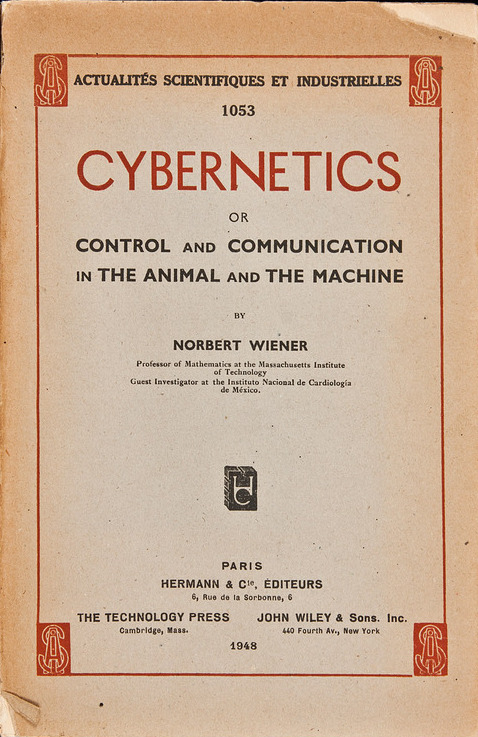 ACTUALITÉS SCIENTIFIQUES ET INDUSTRIELLES
1053
CYBERNETICS
OR
CONTROL AND COMMUNICATION
IN THE ANIMAL AND THE MACHINE
BY
NORBERT WIENER
Professor of Mathematics at the Massachusetts Institute
of Technology
Guest Investigator at the Instituto Nacional de Cardiología
de México.
PARIS
HERMANN & Cie, ÉDITEURS
6, Rue de la Sorbonne, 6
THE TECHNOLOGY PRESS JOHN WILEY & Sons. Inc.
Cambridge, Mass. 440 Fourth Av., New York
1948